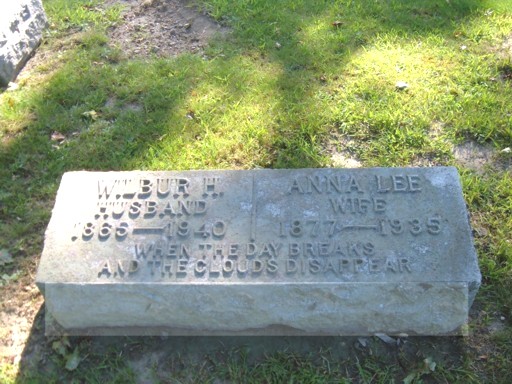 WILBUR H. ANNA LEE
HUSBAND WIFE
1865—1940 1877—1935
WHEN THE DAY BREAKS
AND THE CLOUDS DISAPPEAR